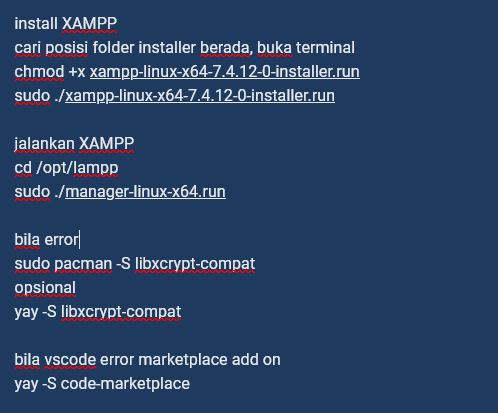 install XAMPP
cari posisi folder installer berada, buka terminal
chmod +x xampp-linux-x64-7.4.12-0-installer.run
sudo ./xampp-linux-x64-7.4.12-0-installer.run
jalankan XAMPP
cd /opt/lampp
sudo ./manager-linux-x64.run
bila error
sudo pacman -S libxcrypt-compat
opsional
yay -S libxcrypt-compat
bila vscode error marketplace add on
yay -S code-marketplace